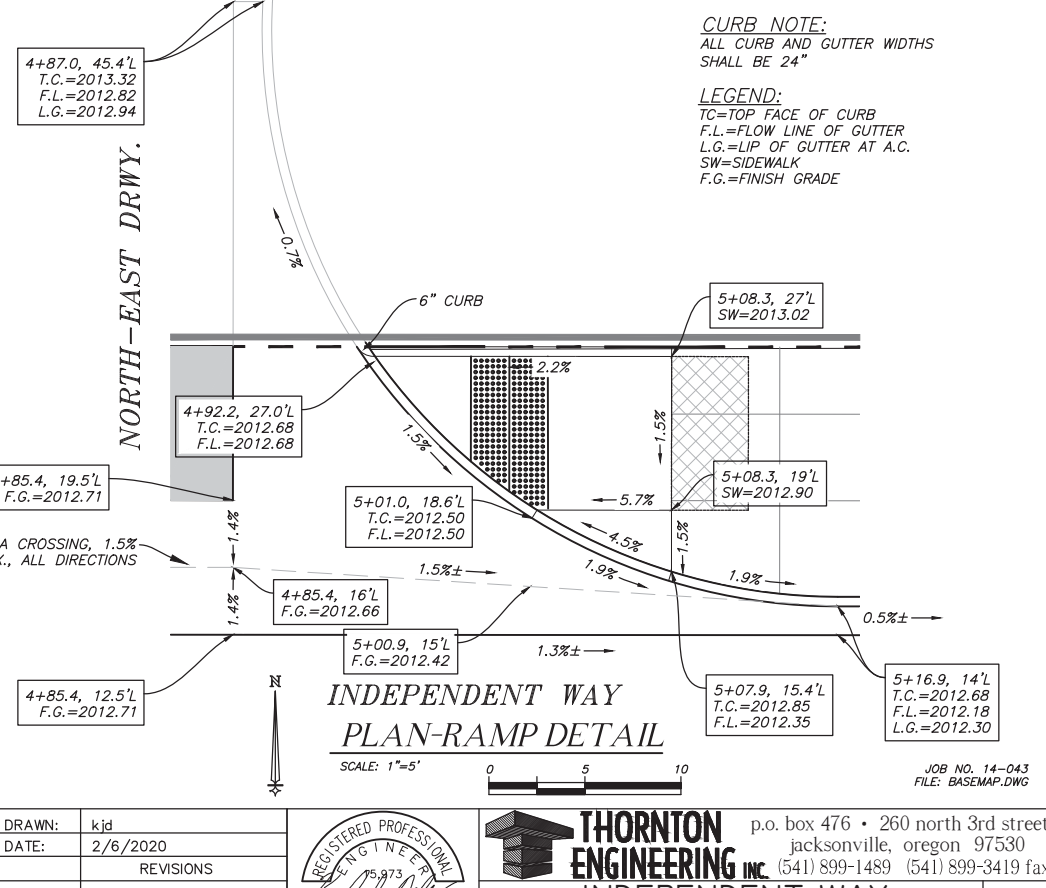 CURB NOTE:
ALL CURB AND GUTTER WIDTHS
SHALL BE 24"
LEGEND:
TC=TOP FACE OF CURB
F.L.=FLOW LINE OF GUTTER
L.G.=LIP OF GUTTER AT A.C.
SW=SIDEWALK
F.G.=FINISH GRADE
4+87.0, 45.4'L
T.C.=2013.32
F.L.=2012.82
L.G.=2012.94
NORTH-EAST DRWY.
0.7%
6" CURB
5+08.3, 27'L
SW=2013.02
2.2%
4+92.2, 27.0'L
T.C.=2012.68
F.L.=2012.68
1.5%
1.5%
+85.4, 19.5'L
F.G.=2012.71
5+08.3, 19'L
SW=2012.90
5.7%
5+01.0, 18.6'L
T.C.=2012.50
F.L.=2012.50
1.4%
4.5%
1.5%
A CROSSING, 1.5%
X., ALL DIRECTIONS
1.5%±
1.9%
1.9%
1.4%
4+85.4, 16'L
F.G.=2012.66
0.5%±
5+00.9, 15'L
F.G.=2012.42
1.3%±
4+85.4, 12.5'L
F.G.=2012.71
N
INDEPENDENT WAY
PLAN-RAMP DETAIL
SCALE: 1"=5'
0 5 10
5+07.9, 15.4'L
T.C.=2012.85
F.L.=2012.35
5+16.9, 14'L
T.C.=2012.68
F.L.=2012.18
L.G.=2012.30
JOB NO. 14-043
FILE: BASEMAP.DWG
DRAWN: kjd
DATE: 2/6/2020
REVISIONS
REGISTERED PROFESSIONAL
ENGINEER
75,973
THORNTON
ENGINEERING INC.
p.o. box 476 • 260 north 3rd street
jacksonville, oregon 97530
(541) 899-1489 (541) 899-3419 fax
INDEPENDENT WAY